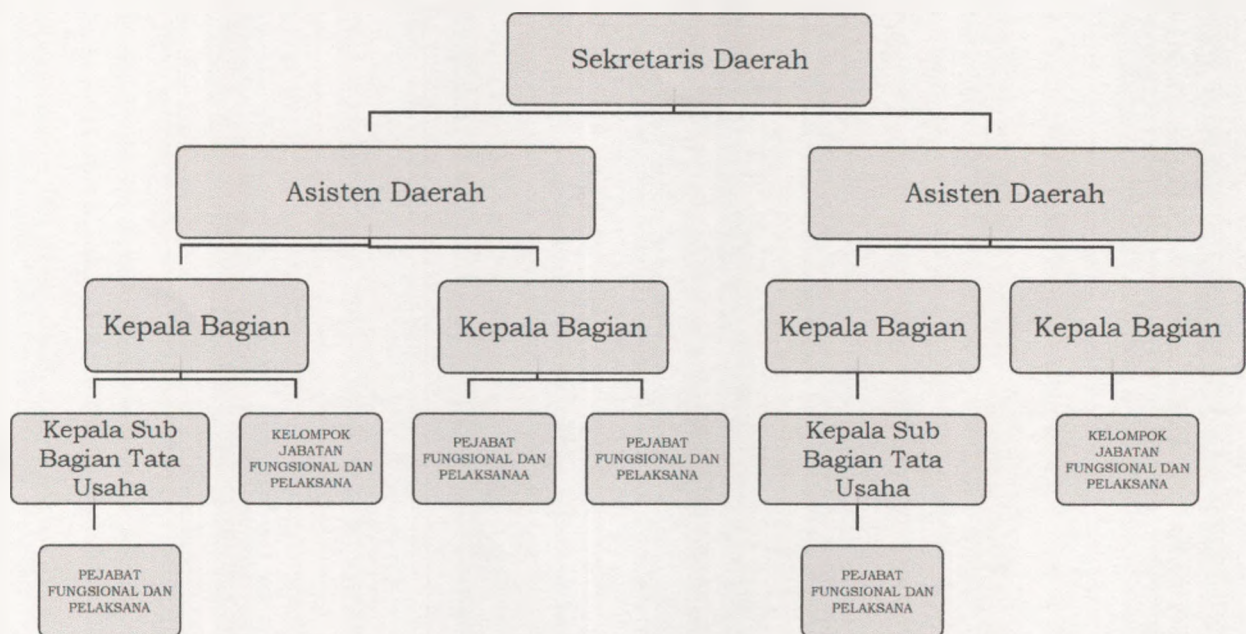 Sekretaris Daerah
Asisten Daerah
Asisten Daerah
Kepala Bagian
Kepala Bagian
Kepala Bagian
Kepala Bagian
Kepala Sub
Bagian Tata
Usaha
KELOMPOK
JABATAN
FUNGSIONAL DAN
PELAKSANA
PEJABAT
FUNGSIONAL DAN
PELAKSANAA
PEJABAT
FUNGSIONAL DAN
PELAKSANA
Kepala Sub
Bagian Tata
Usaha
KELOMPOK
JABATAN
FUNGSIONAL DAN
PELAKSANA
PEJABAT
FUNGSIONAL DAN
PELAKSANA
PEJABAT
FUNGSIONAL DAN
PELAKSANA